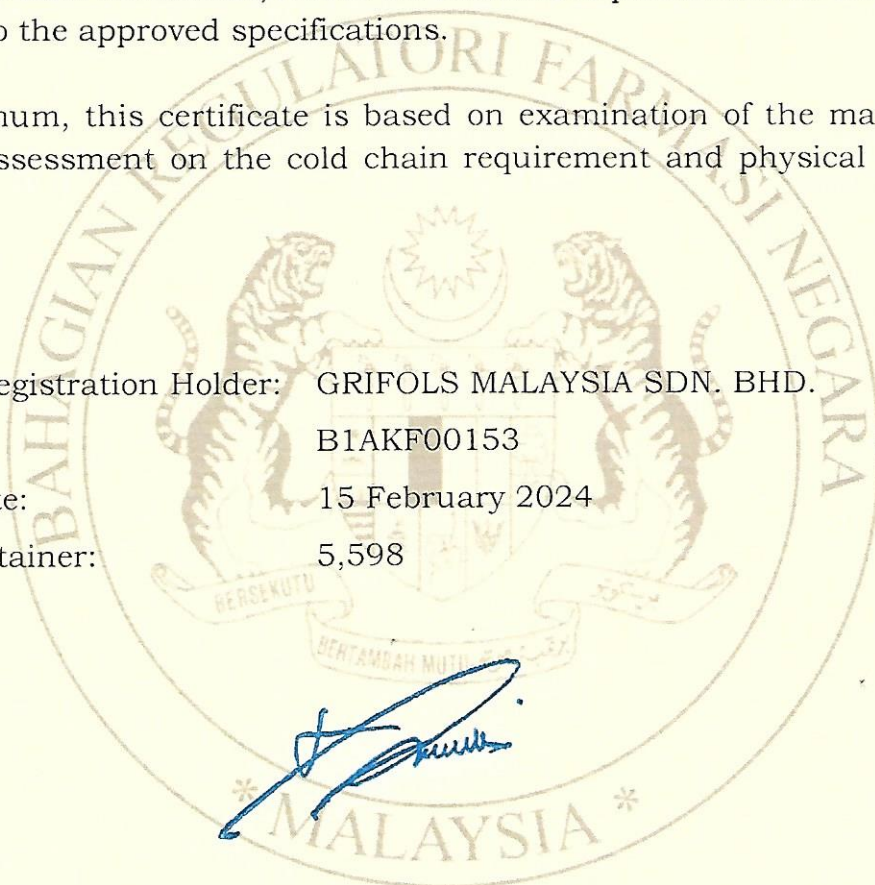 o the approved specifications.
num, this certificate is based on examination of the ma
ssessment on the cold chain requirement and physical
egistration Holder: GRIFOLS MALAYSIA SDN. BHD.
B1AKF00153
te: 15 February 2024
tainer: 5,598
BAHAGIAN REGULATORI FARMASI NEGARA
BERSEKUTU
BERTAMBAH MUTU
* MALAYSIA *